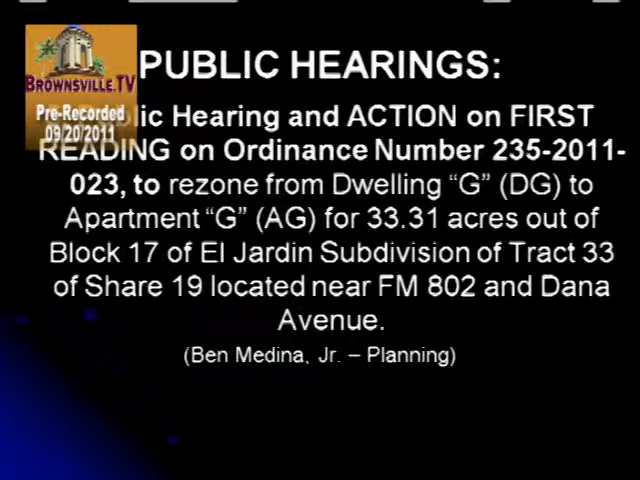 BROWNSVILLE.TV
Pre-Recorded
09/20/2011
PUBLIC HEARINGS:
lic Hearing and ACTION on FIRST
READING on Ordinance Number 235-2011-
023, to rezone from Dwelling “G” (DG) to
Apartment “G” (AG) for 33.31 acres out of
Block 17 of El Jardin Subdivision of Tract 33
of Share 19 located near FM 802 and Dana
Avenue.
(Ben Medina, Jr. – Planning)